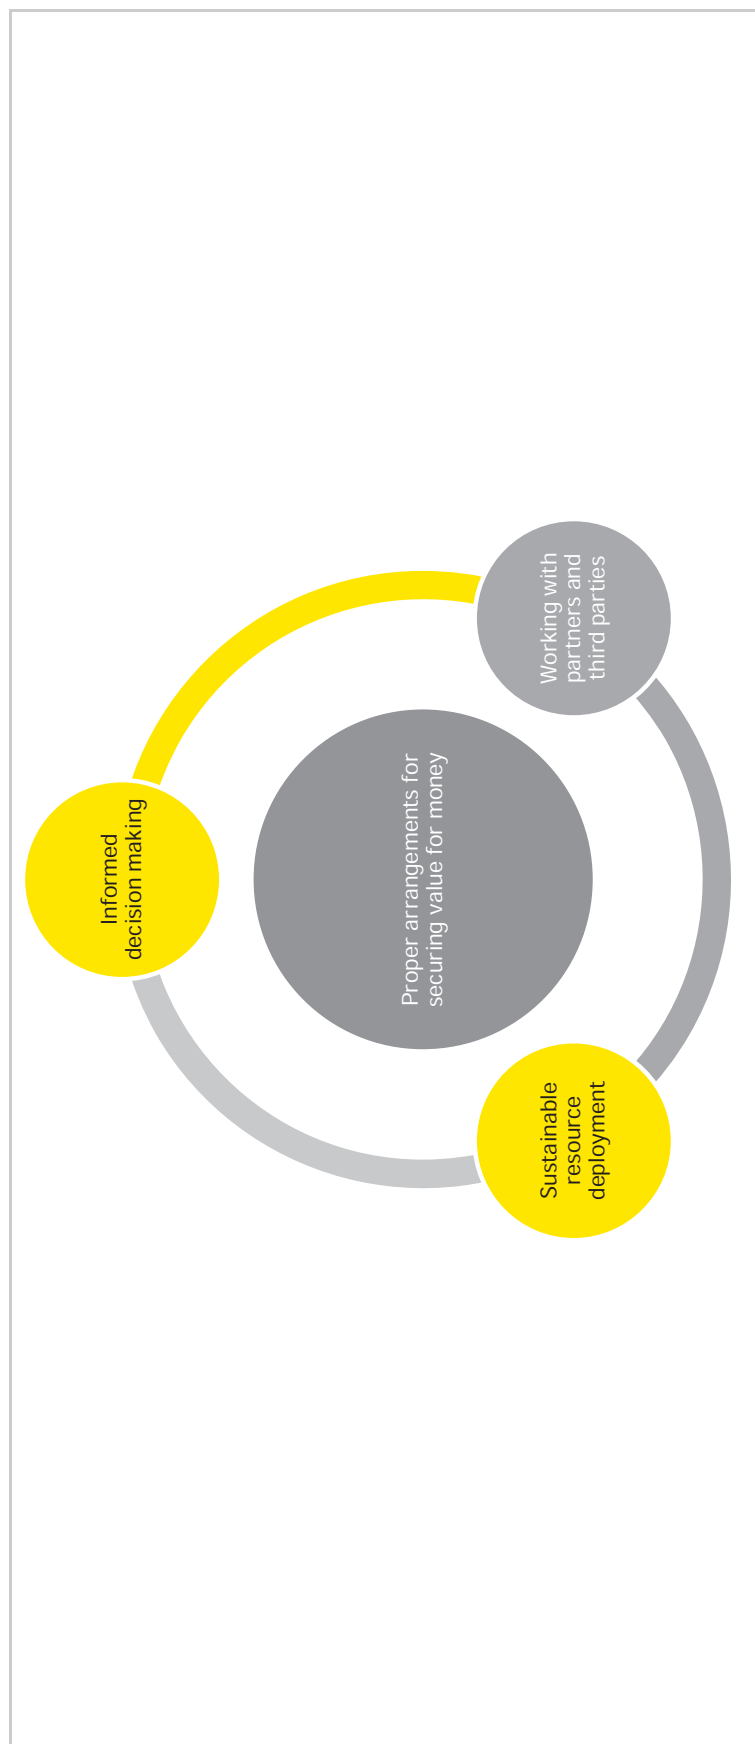 Informed
decision making
Proper arrangements for
securing value for money
Sustainable
resource
deployment
Working with
partners and
third parties